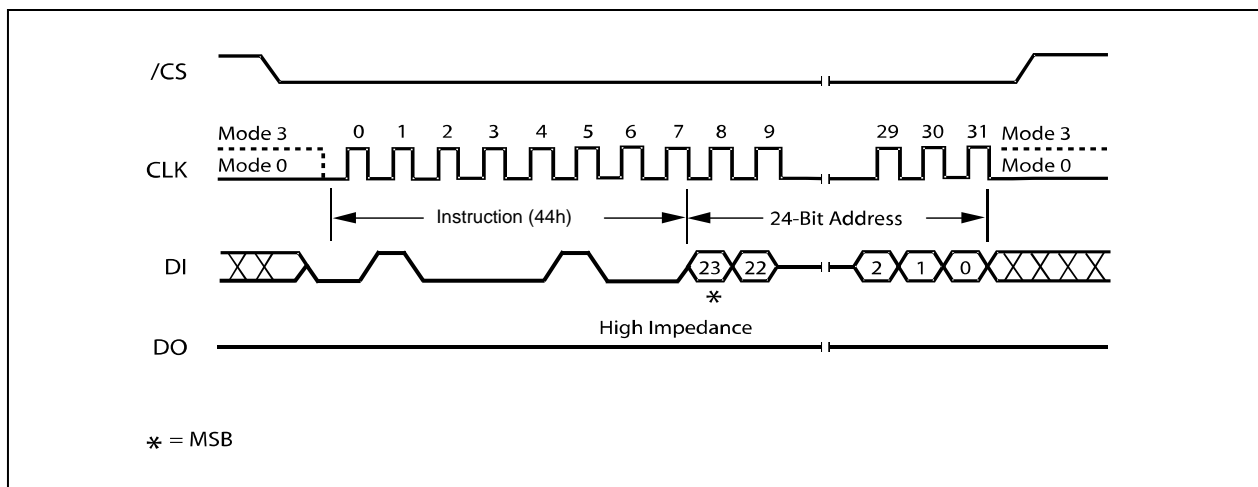 /CS
Mode 3 0 1 2 3 4 5 6 7 8 9 29 30 31 Mode 3
CLK Mode 0 Mode 0
Instruction (44h) 24-Bit Address
DI 23 22 2 1 0
*
High Impedance
DO
* = MSB